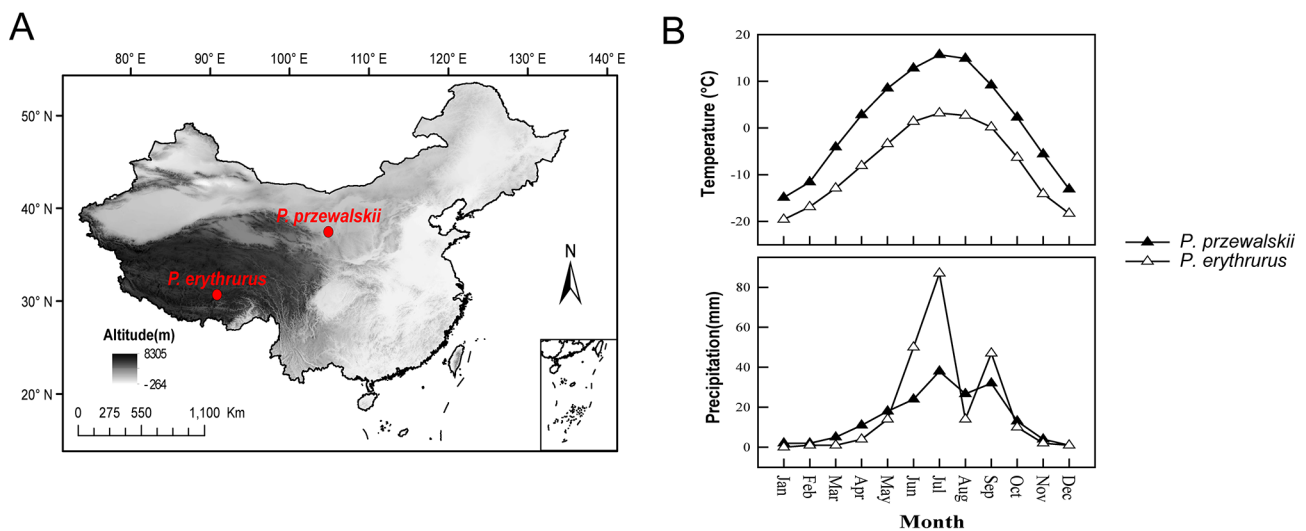 A
80° E 90° E 100° E 110° E 120° E 130° E 140° E
50° N
40° N
30° N
20° N
P. przewalskii
P. erythrurus
N
Altitude(m)
8305
-264
0 275 550 1,100 Km
B
Temperature (°C)
20
10
0
-10
-20
Precipitation(mm)
80
60
40
20
0
Jan Feb Mar Apr May Jun Jul Aug Sep Oct Nov Dec
Month
P. przewalskii
P. erythrurus